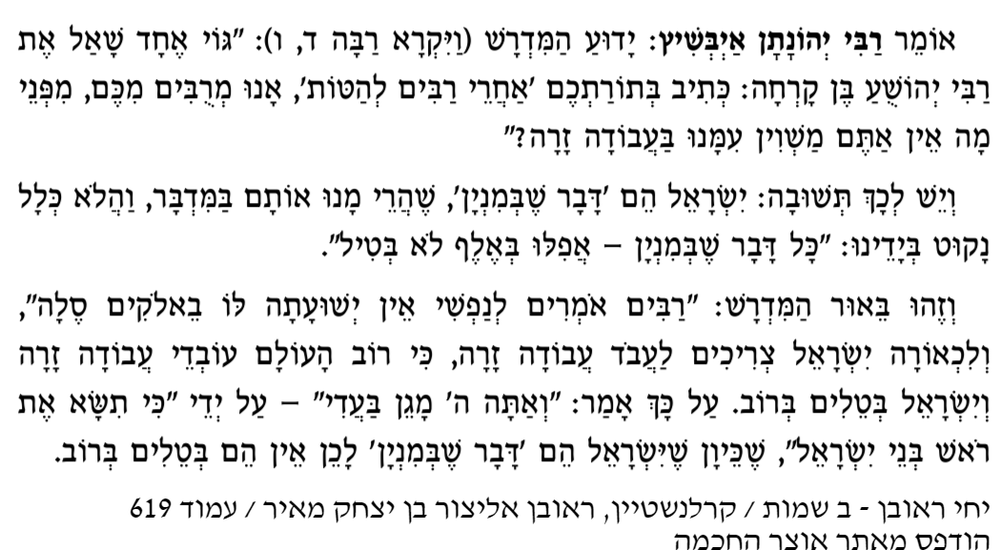 אוֹמֵר רַבִּי יְהוֹנָתָן אַיְבְּשִׁיץ: יָדוּעַ הַמִּדְרָשׁ (וַיִּקְרָא רַבָּה ד, ו): "גּוֹי אֶחָד שָׁאַל אֶת
רַבִּי יְהוֹשֻׁעַ בֶּן קָרְחָה: כְּתִיב בְּתוֹרַתְכֶם 'אַחֲרֵי רַבִּים לְהַטּוֹת', אָנוּ מְרֻבִּים מִכֶּם, מִפְּנֵי
מָה אֵין אַתֶּם מַשְׁוִין עִמָּנוּ בַּעֲבוֹדָה זָרָה?"
וְיֵשׁ לְכָךְ תְּשׁוּבָה: יִשְׂרָאֵל הֵם 'דָּבָר שֶׁבְּמִנְיָן', שֶׁהֲרֵי מָנוּ אוֹתָם בַּמִּדְבָּר, וַהֲלֹא כְּלָל
נָקוּט בְּיָדֵינוּ: "כָּל דָּבָר שֶׁבְּמִנְיָן – אֲפִלּוּ בְּאֶלֶף לֹא בָּטִיל".
וְזֶהוּ בֵּאוּר הַמִּדְרָשׁ: "רַבִּים אֹמְרִים לְנַפְשִׁי אֵין יְשׁוּעָתָה לּוֹ בֵאלֹקִים סֶלָה",
וְלִכְאוֹרָה יִשְׂרָאֵל צְרִיכִים לַעֲבֹד עֲבוֹדָה זָרָה, כִּי רוֹב הָעוֹלָם עוֹבְדֵי עֲבוֹדָה זָרָה
וְיִשְׂרָאֵל בְּטֵלִים בְּרוֹב. עַל כָּךְ אָמַר: "וְאַתָּה ה' מָגֵן בַּעֲדִי" – עַל יְדֵי "כִּי תִשָּׂא אֶת
רֹאשׁ בְּנֵי יִשְׂרָאֵל", שֶׁכֵּיוָן שֶׁיִּשְׂרָאֵל הֵם 'דָּבָר שֶׁבְּמִנְיָן' לָכֵן אֵין הֵם בְּטֵלִים בְּרוֹב.
יחי ראובן - ב שמות / קרלנשטיין, ראובן אליצור בן יצחק מאיר / עמוד 619
הודפס מאתר אוצר החכמה